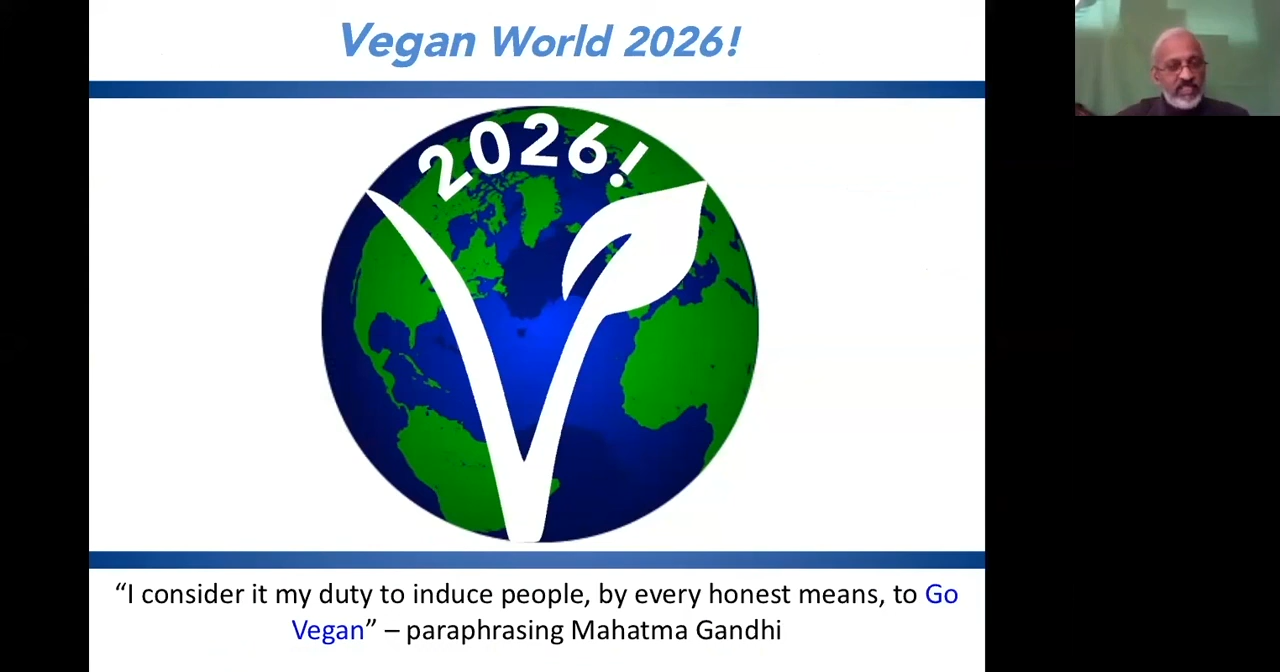 Vegan World 2026!
2026!
“I consider it my duty to induce people, by every honest means, to Go
Vegan” – paraphrasing Mahatma Gandhi